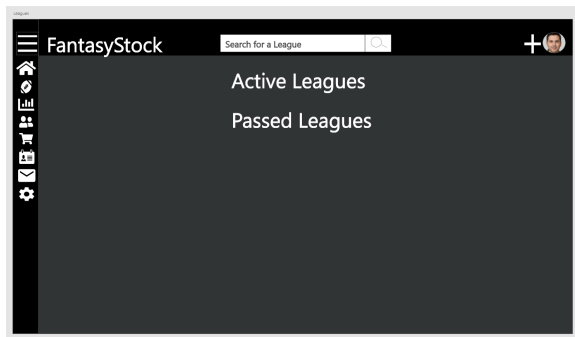 Leagues
FantasyStock
Search for a League
Active Leagues
Passed Leagues